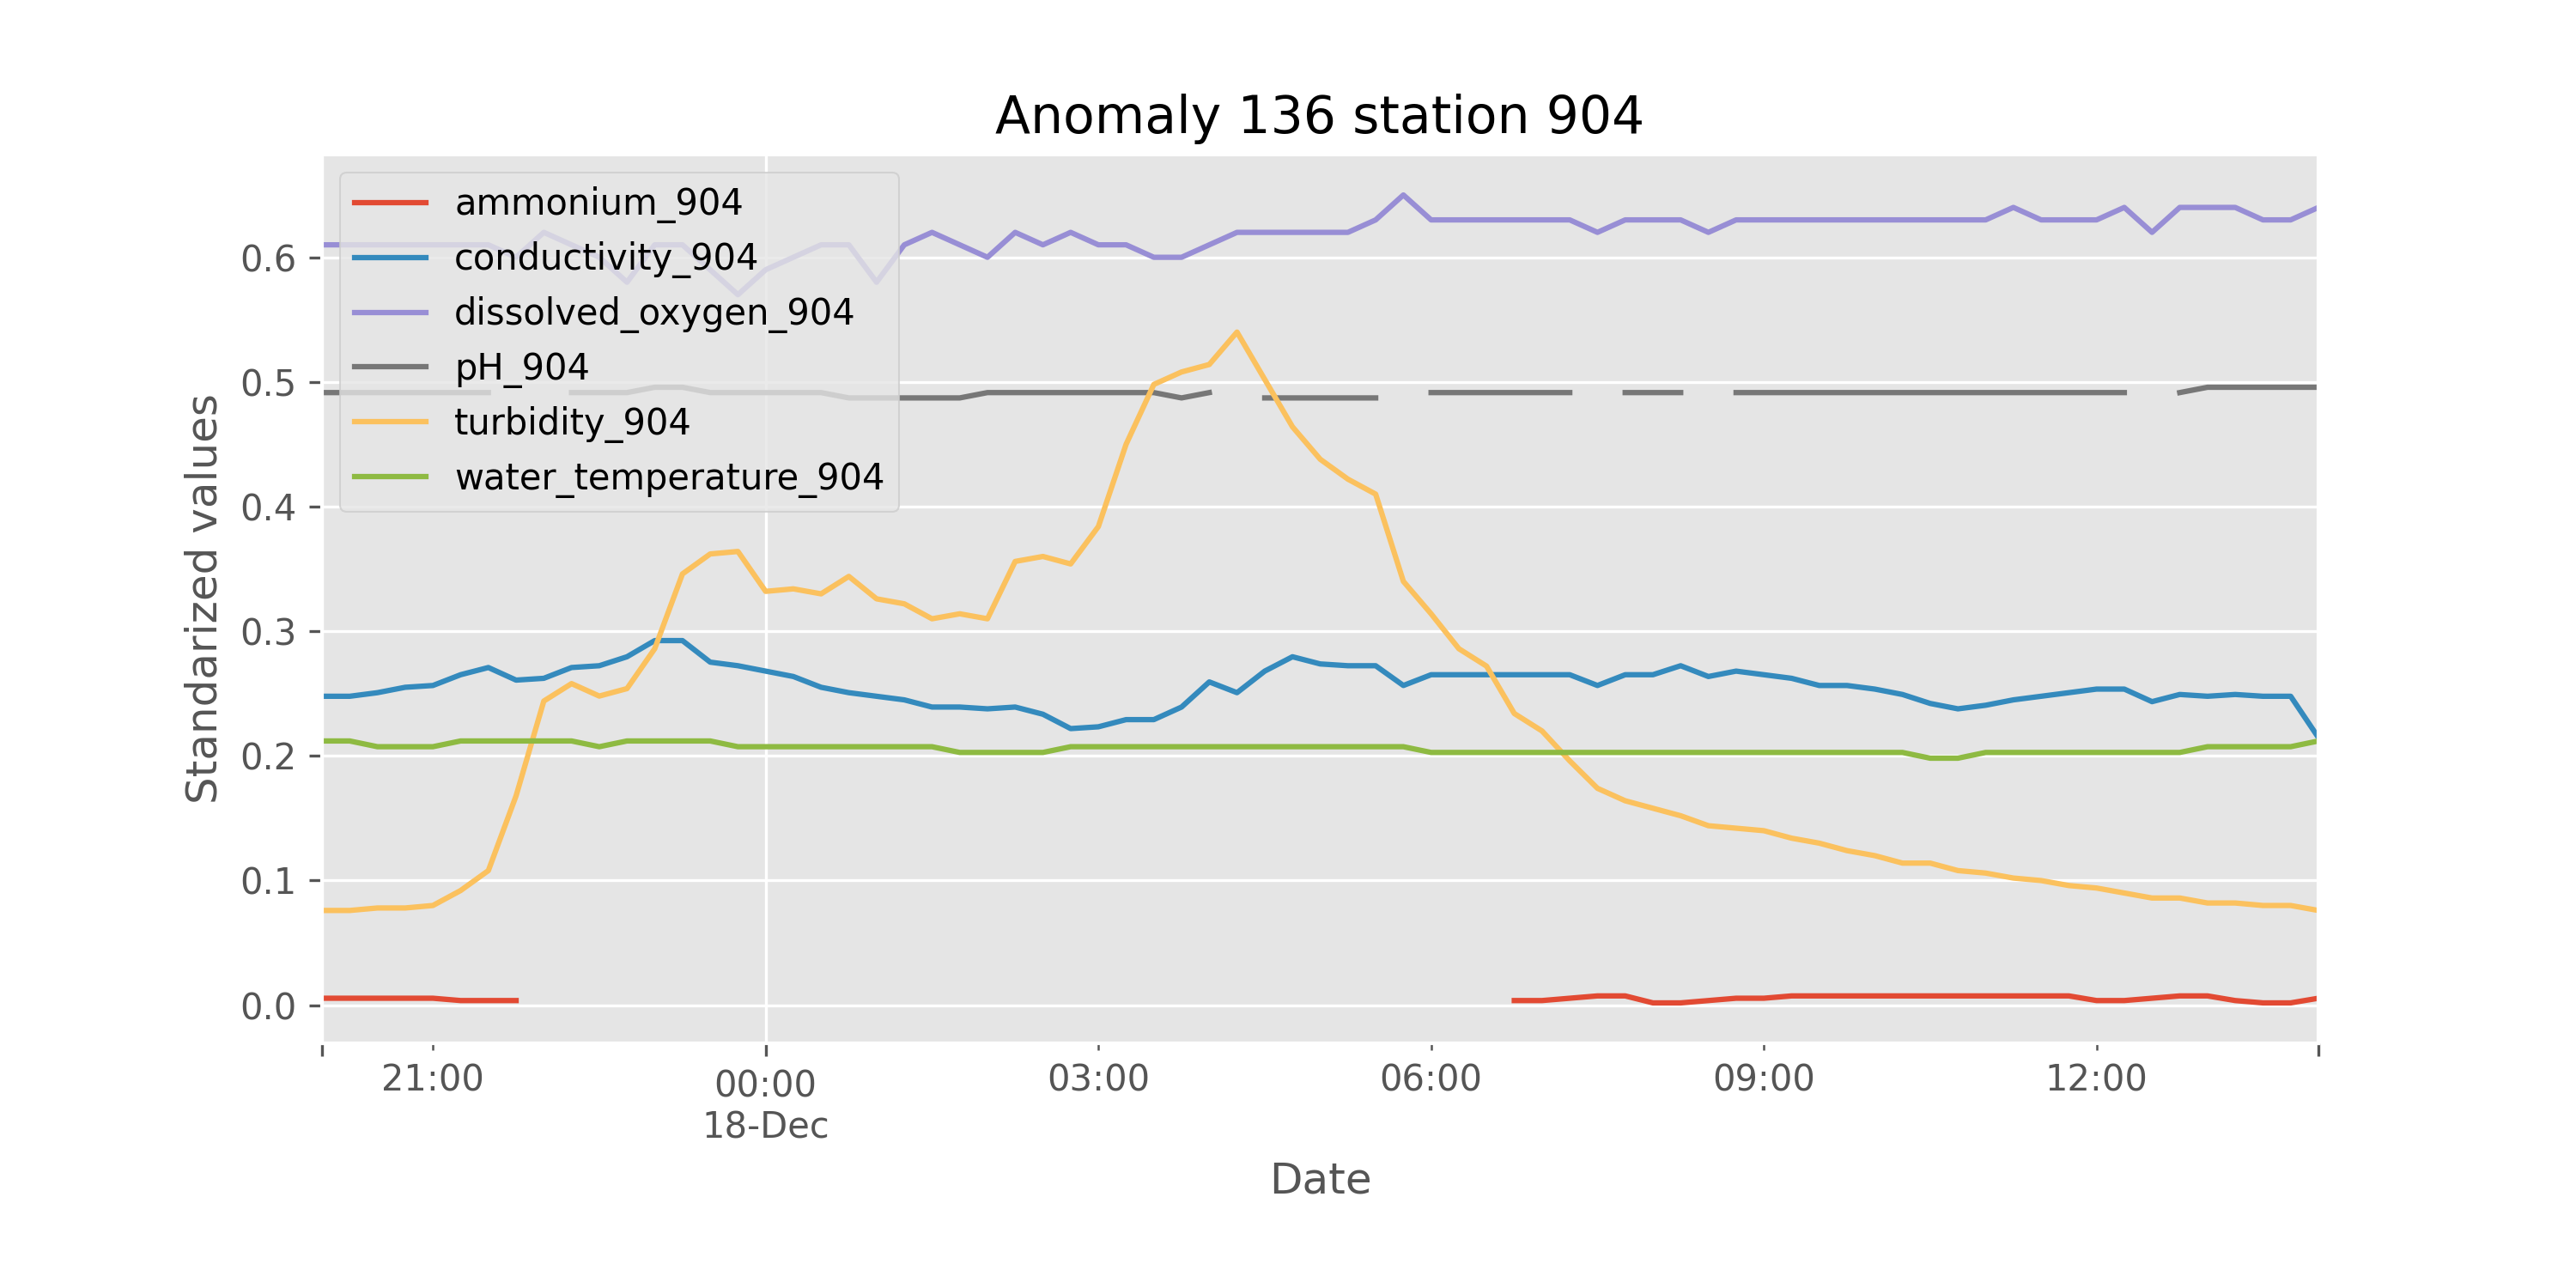 Anomaly 136 station 904
ammonium_904
conductivity_904
dissolved_oxygen_904
pH_904
turbidity_904
water_temperature_904
Standarized values
0.6
0.5
0.4
0.3
0.2
0.1
0.0
21:00
00:00
18-Dec
03:00
06:00
09:00
12:00
Date